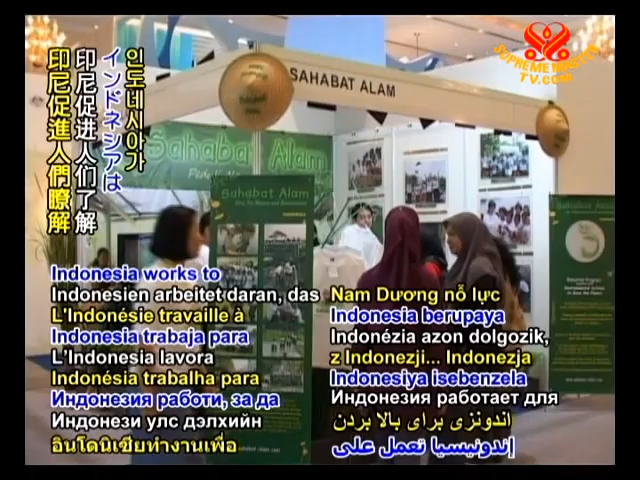 SUPREME MASTER
TV.COM
SAHABAT ALAM
Sahabat Alam
Sahabat Alam
Sahabat Alam
인도네시아가
インドネシアは
印尼促进人们了解
印尼促進人們瞭解
Indonesia works to
Indonesien arbeitet daran, das
L'Indonésie travaille à
Indonesia trabaja para
L'Indonesia lavora
Indonésia trabalha para
Индонезия работи, за да
Индонези улс дэлхийн
อินโดนิเซียทำงานเพื่อ
Nam Dương nỗ lực
Indonesia berupaya
Indonézia azon dolgozik,
z Indonezji... Indonezja
Indonesiya isebenzela
Индонезия работает для
اندونزی برای بالا بردن
إندونيسيا تعمل على